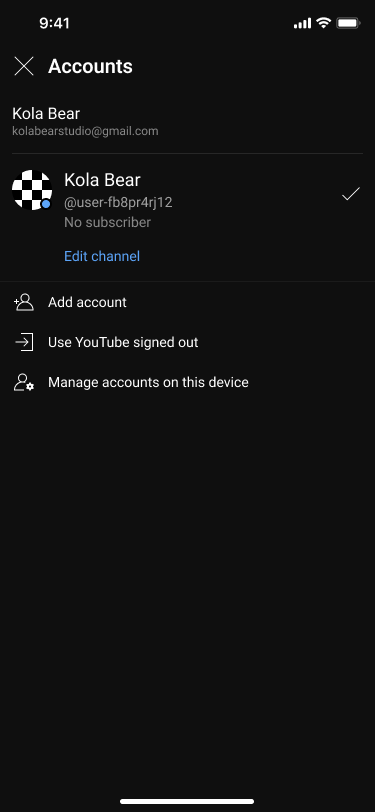 9:41
Accounts
Kola Bear
kolabearstudio@gmail.com
Kola Bear
@user-fb8pr4rj12
No subscriber
Edit channel
Add account
Use YouTube signed out
Manage accounts on this device